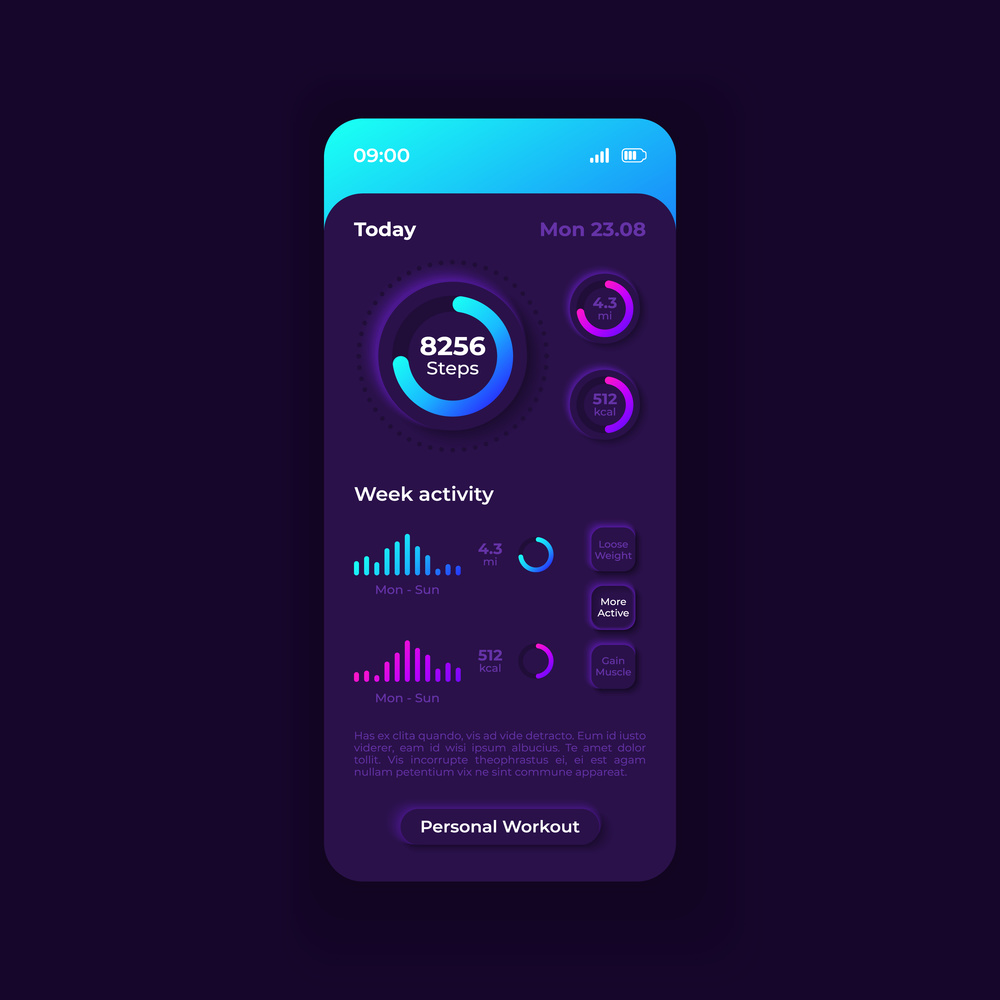 09:00
Today
Mon 23.08
8256
Steps
4.3
mi
512
kcal
Week activity
4.3
mi
Mon - Sun
Loose
Weight
More
Active
512
kcal
Mon - Sun
Gain
Muscle
Has ex clita quando, vis ad vide detracto. Eum id iusto
viderer, eam id wisi ipsum albucius. Te amet dolor
tollit. Vis incorrupte theophrastus ei, ei est agam
nullam petentium vix ne sint commune appareat.
Personal Workout